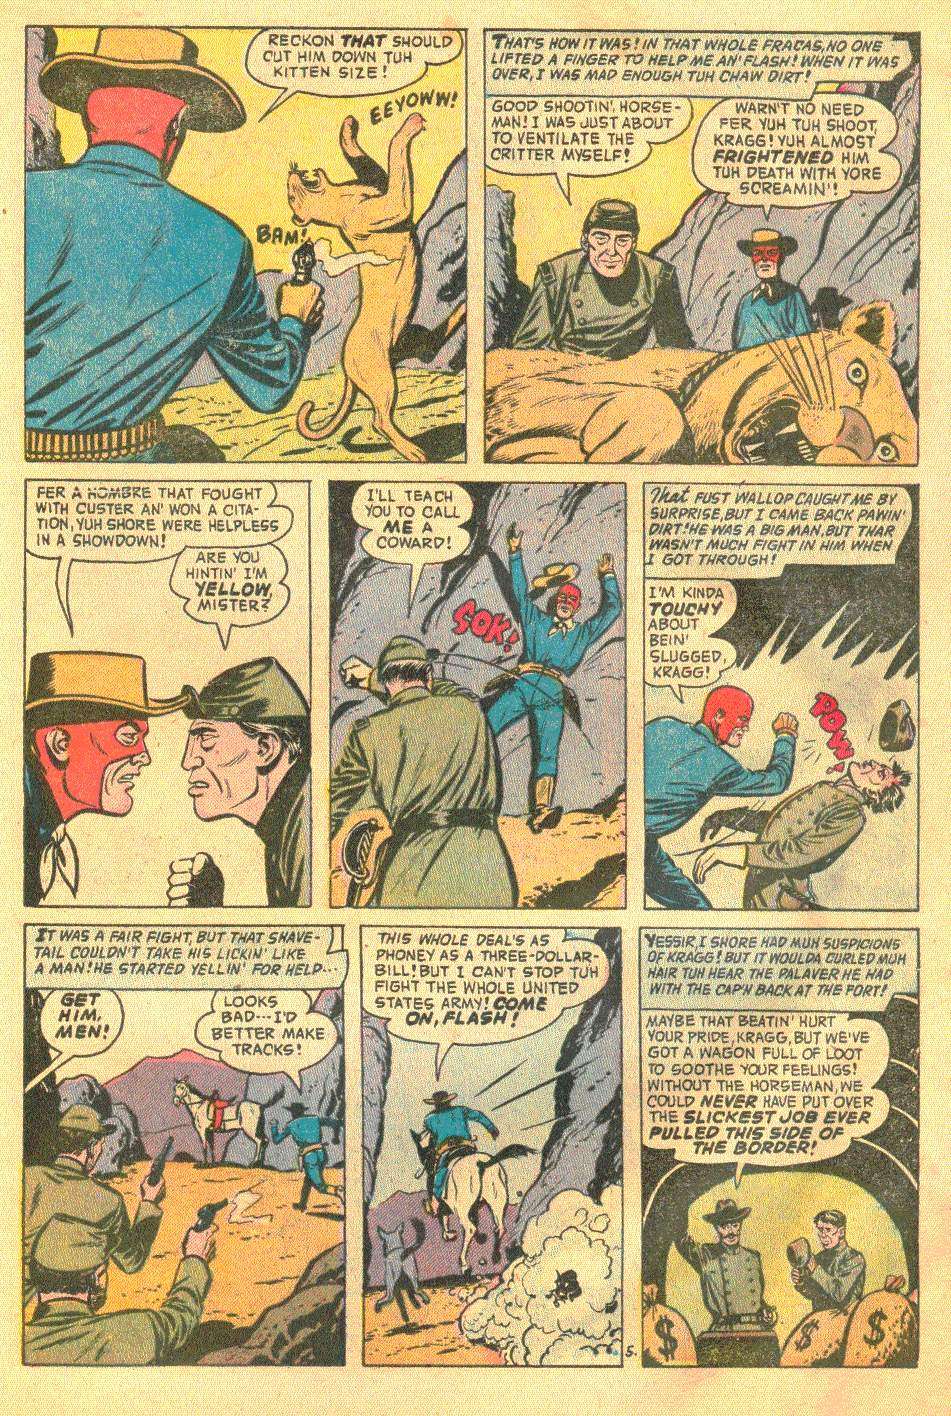 RECKON THAT SHOULD
CUT HIM DOWN TUH
KITTEN SIZE!
EEYOWW!
BAM!
THAT'S HOW IT WAS! IN THAT WHOLE FRACAS, NO ONE
LIFTED A FINGER TO HELP ME AN' FLASH! WHEN IT WAS
OVER, I WAS MAD ENOUGH TUH CHAW DIRT!
GOOD SHOOTIN', HORSE-
MAN! I WAS JUST ABOUT
TO VENTILATE THE
CRITTER MYSELF!
WARN'T NO NEED
FER YUH TUH SHOOT,
KRAGG! YUH ALMOST
FRIGHTENED HIM
TUH DEATH WITH YORE
SCREAMIN'!
FER A HOMBRE THAT FOUGHT
WITH CUSTER AN' WON A CITA-
TION, YUH SHORE WERE HELPLESS
IN A SHOWDOWN!
ARE YOU
HINTIN' I'M
YELLOW,
MISTER?
I'LL TEACH
YOU TO CALL
ME A
COWARD!
SOK!
THAT FUST WALLOP CAUGHT ME BY
SURPRISE, BUT I CAME BACK PAWIN'
DIRT! HE WAS A BIG MAN, BUT THAR
WASN'T MUCH FIGHT IN HIM WHEN
I GOT THROUGH!
I'M KINDA
TOUCHY
ABOUT
BEIN'
SLUGGED,
KRAGG!
POW!
IT WAS A FAIR FIGHT, BUT THAT SHAVE-
TAIL COULDN'T TAKE HIS LICKIN' LIKE
A MAN! HE STARTED YELLIN' FOR HELP---
GET
HIM,
MEN!
LOOKS
BAD---I'D
BETTER MAKE
TRACKS!
THIS WHOLE DEAL'S AS
PHONEY AS A THREE-DOLLAR-
BILL! BUT I CAN'T STOP TUH
FIGHT THE WHOLE UNITED
STATES ARMY! COME
ON, FLASH!
5.
YESSIR, I SHORE HAD MUH SUSPICIONS
OF KRAGG! BUT IT WOULDA CURLED MUH
HAIR TUH HEAR THE PALAVER HE HAD
WITH THE CAP'N BACK AT THE FORT!
MAYBE THAT BEATIN' HURT
YOUR PRIDE, KRAGG, BUT WE'VE
GOT A WAGON FULL OF LOOT
TO SOOTHE YOUR FEELINGS!
WITHOUT THE HORSEMAN, WE
COULD NEVER HAVE PUT OVER
THE SLICKEST JOB EVER
PULLED THIS SIDE OF
THE BORDER!
$ $ $